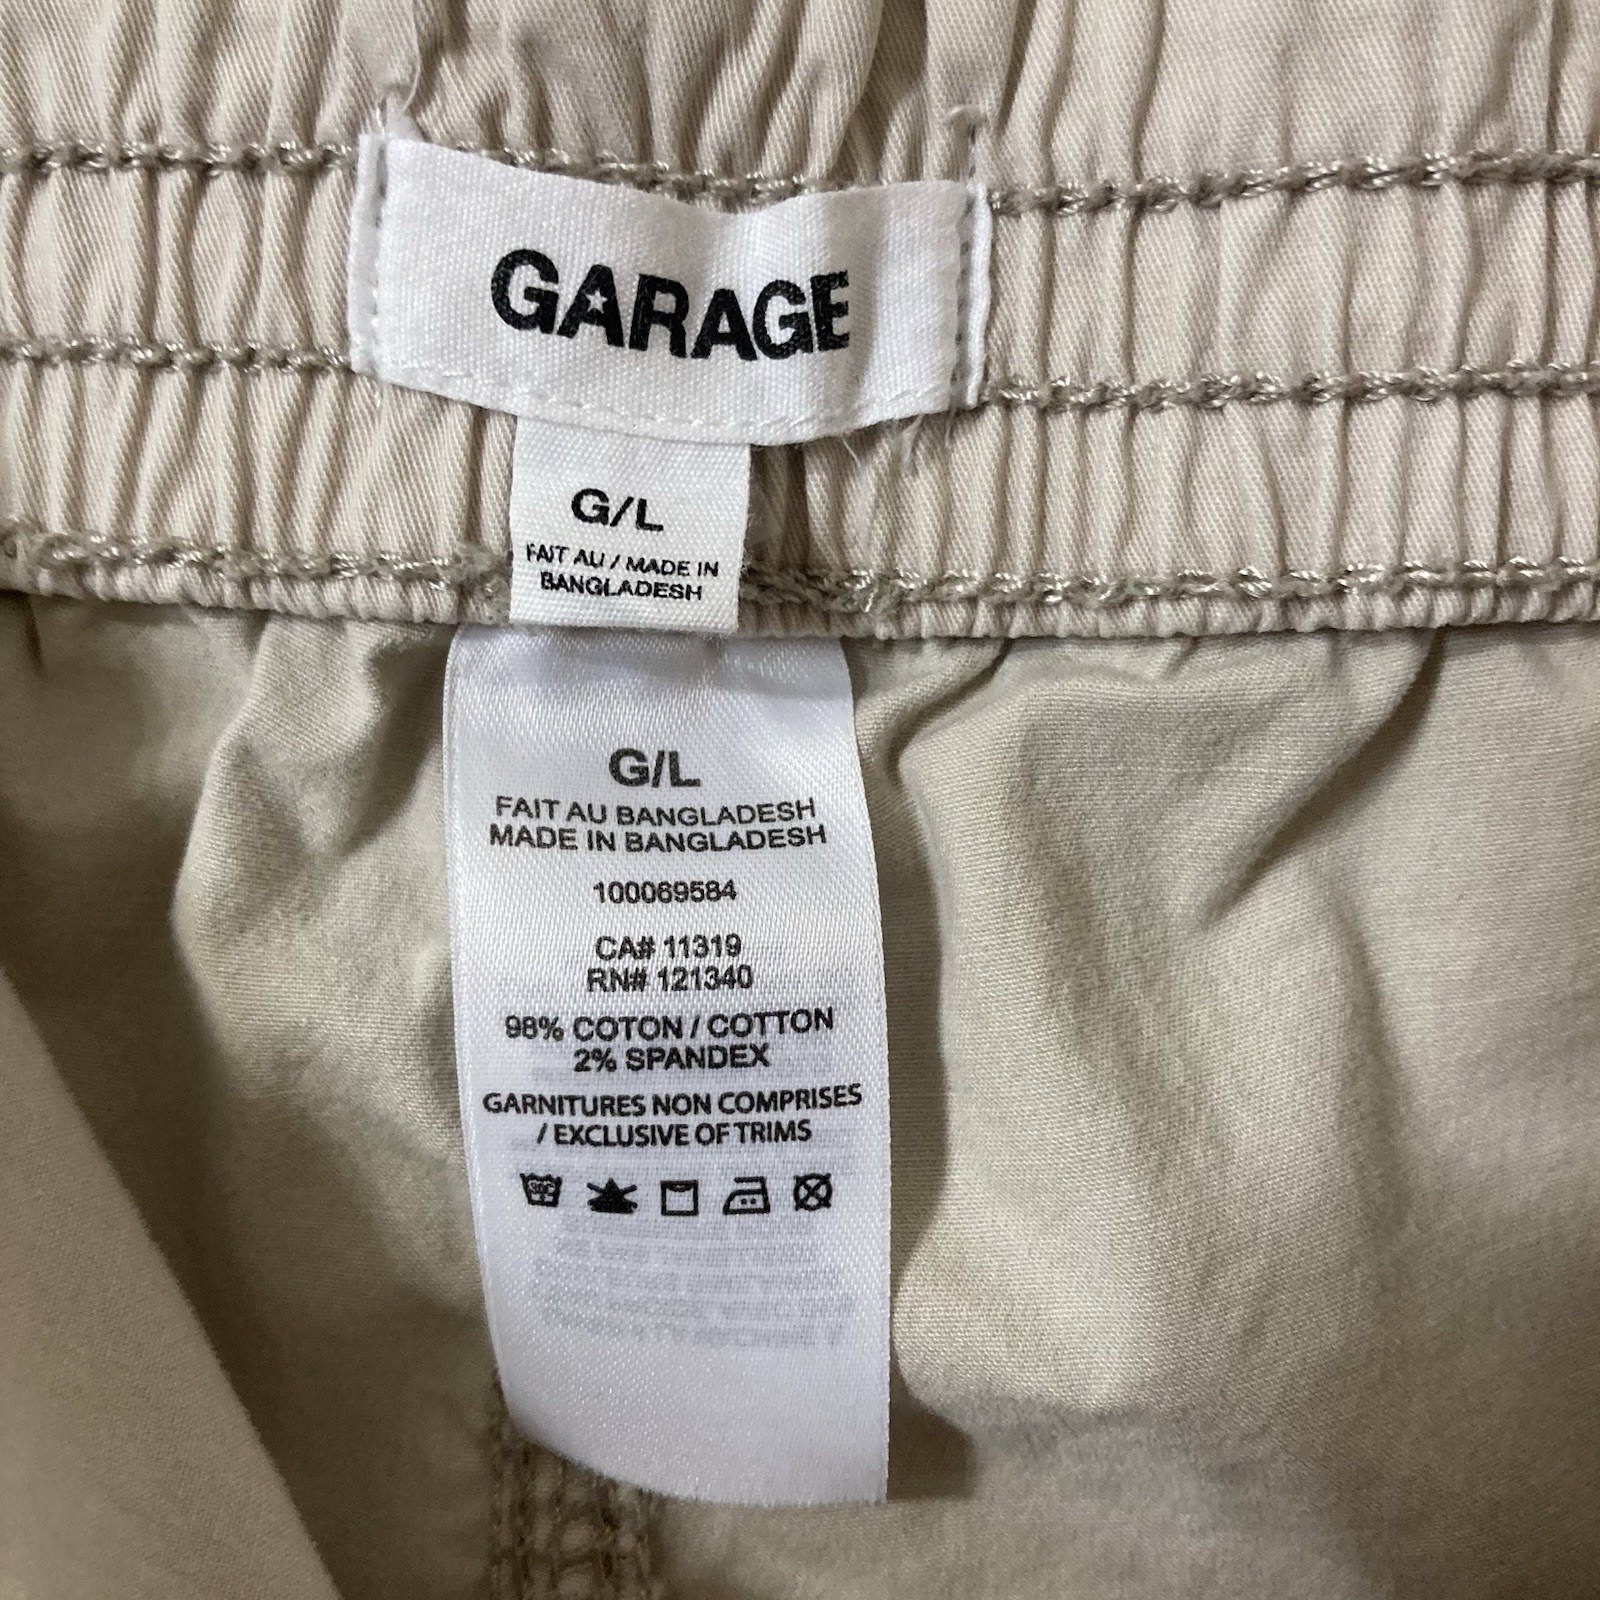 GARAGE
G/L
FAIT AU / MADE IN
BANGLADESH
G/L
FAIT AU BANGLADESH
MADE IN BANGLADESH
100069584
CA# 11319
RN# 121340
98% COTON / COTTON
2% SPANDEX
GARNITURES NON COMPRISES
/ EXCLUSIVE OF TRIMS
30C